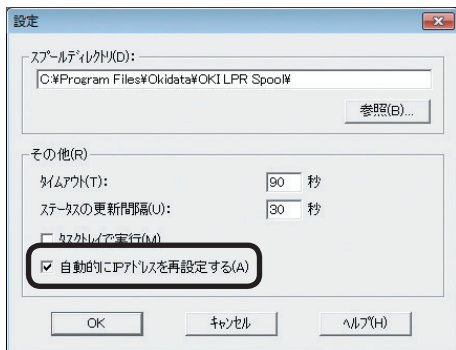 設定
スプールディレクトリ(D):
C:¥Program Files¥Okidata¥OKI LPR Spool¥
参照(B)...
その他(R)
タイムアウト(T):
90 秒
ステータスの更新間隔(U):
30 秒
タスクトレイで実行(M)
自動的にIPアドレスを再設定する(A)
OK
キャンセル
ヘルプ(H)